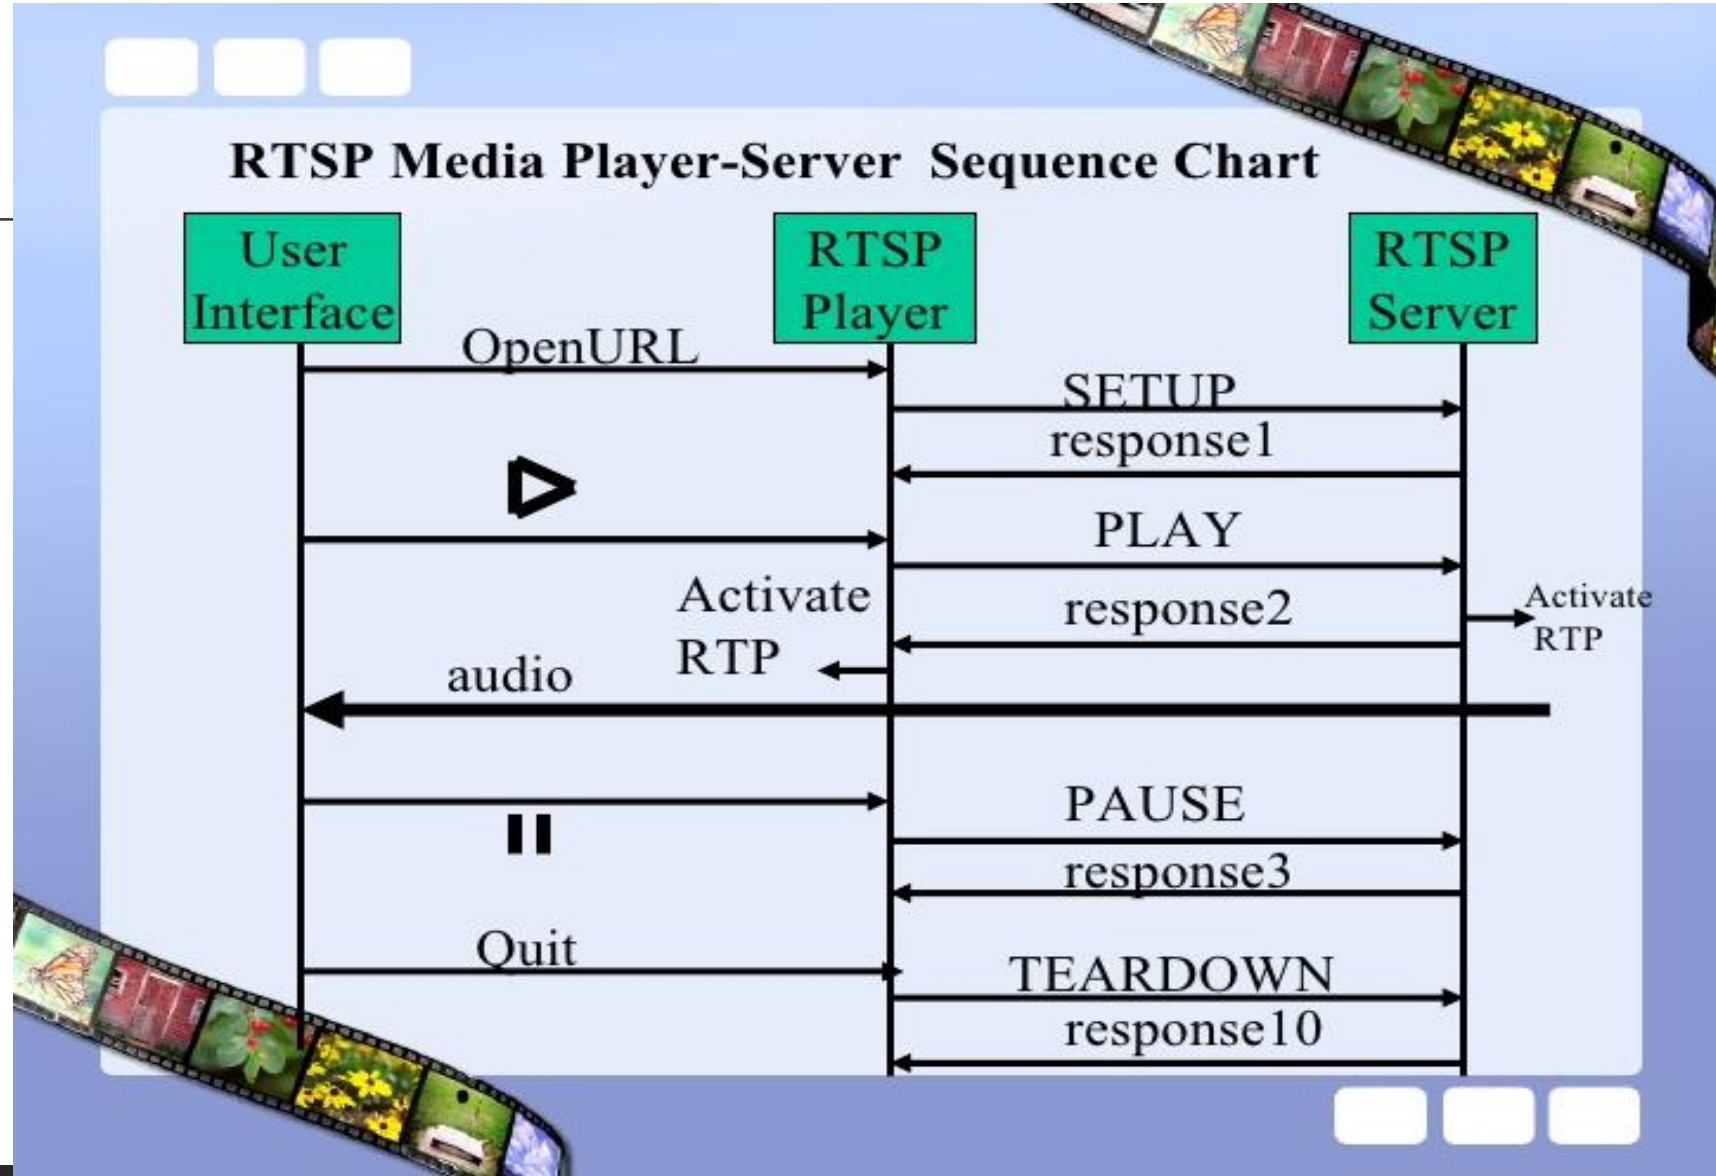 RTSP Media Player-Server Sequence Chart
User
Interface
RTSP
Player
RTSP
Server
OpenURL
SETUP
response1
PLAY
Activate
RTP
response2
Activate
RTP
audio
PAUSE
response3
Quit
TEARDOWN
response10